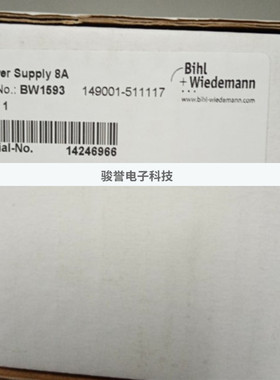 er Supply 8A
No.: BW1593 149001-511117
1
ial-No. 14246966
Bihl
+ Wiedemann
www.bihl-wiedemann.com
骏誉电子科技